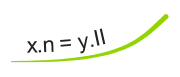 x.n = y.ll